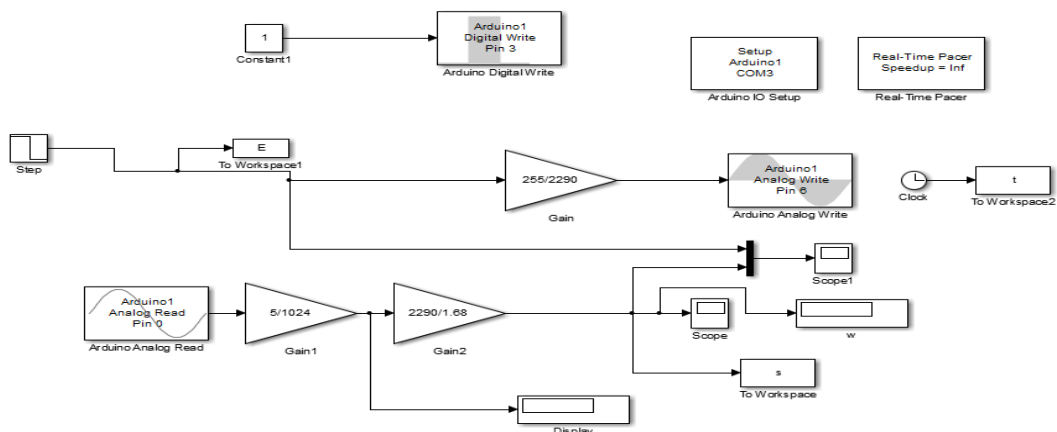 1
Constant1
Arduino1
Digital Write
Pin 3
Arduino Digital Write
Setup
Arduino1
COM3
Arduino IO Setup
Real-Time Pacer
Speedup = Inf
Real-Time Pacer
Step
E
To Workspace1
255/2290
Gain
Arduino1
Analog Write
Pin 6
Arduino Analog Write
Clock
t
To Workspace2
Scope1
Arduino1
Analog Read
Pin 0
Arduino Analog Read
5/1024
Gain1
2290/1.68
Gain2
Scope
w
s
To Workspace
Display